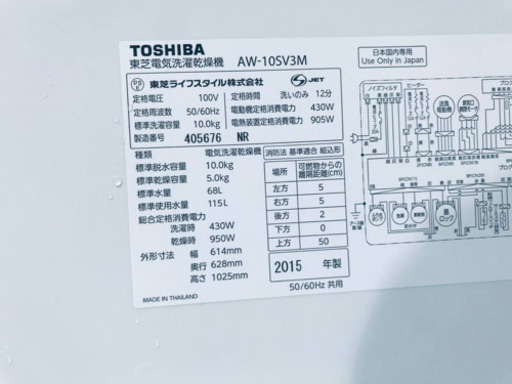 TOSHIBA
東芝電気洗濯乾燥機 AW-10SV3M
日本国内専用
Use Only in Japan
東芝ライフスタイル株式会社
S JET
定格電圧 100V 定格時間 洗いのみ 12分
定格周波数 50/60Hz 電動機定格消費電力 430W
標準洗濯容量 10.0kg 電熱装置定格消費電力 905W
製造番号 405676 NR
種類 電気洗濯乾燥機
標準脱水容量 10.0kg
標準乾燥容量 5.0kg
標準水量 68L
標準使用水量 115L
総合定格消費電力
洗濯時 430W
乾燥時 950W
外形寸法 幅 614mm
奥行 628mm
高さ 1025mm
消防法 基準適合 組込形
場所 可燃物からの離隔距離(cm)
左方 5
右方 5
後方 2
下方 0
上方 50
2015 年製
50/60Hz 共用
MADE IN THAILAND
ノイズフィルタ
ヒーター